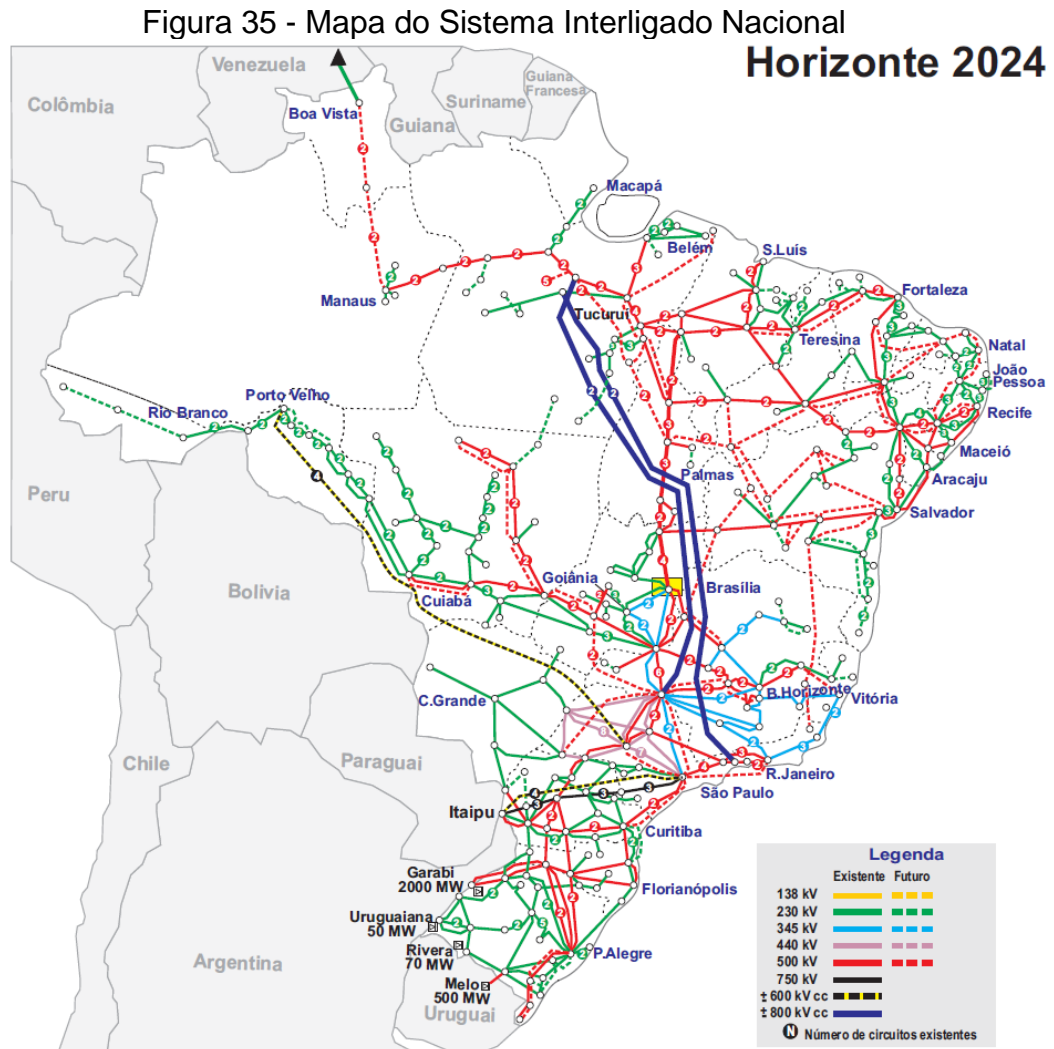 Figura 35 - Mapa do Sistema Interligado Nacional
Horizonte 2024
Venezuela
Guiana
Francesa
Colômbia
Suriname
Boa Vista
Guiana
Macapá
Belém
S.Luís
Manaus
Fortaleza
Tucuruí
Teresina
Natal
João
Pessoa
Porto Velho
Rio Branco
Recife
Maceió
Palmas
Aracaju
Peru
Salvador
Goiânia
Brasília
Bolívia
Cuiabá
C.Grande
B.Horizonte
Vitória
Chile
Paraguai
R.Janeiro
São Paulo
Itaipu
Curitiba
Garabi
2000 MW
Florianópolis
Uruguaiana
50 MW
Rivera
70 MW
P.Alegre
Argentina
Melo
500 MW
Uruguai
Legenda
Existente Futuro
138 kV
230 kV
345 kV
440 kV
500 kV
750 kV
±600 kV cc
±800 kV cc
N Número de circuitos existentes